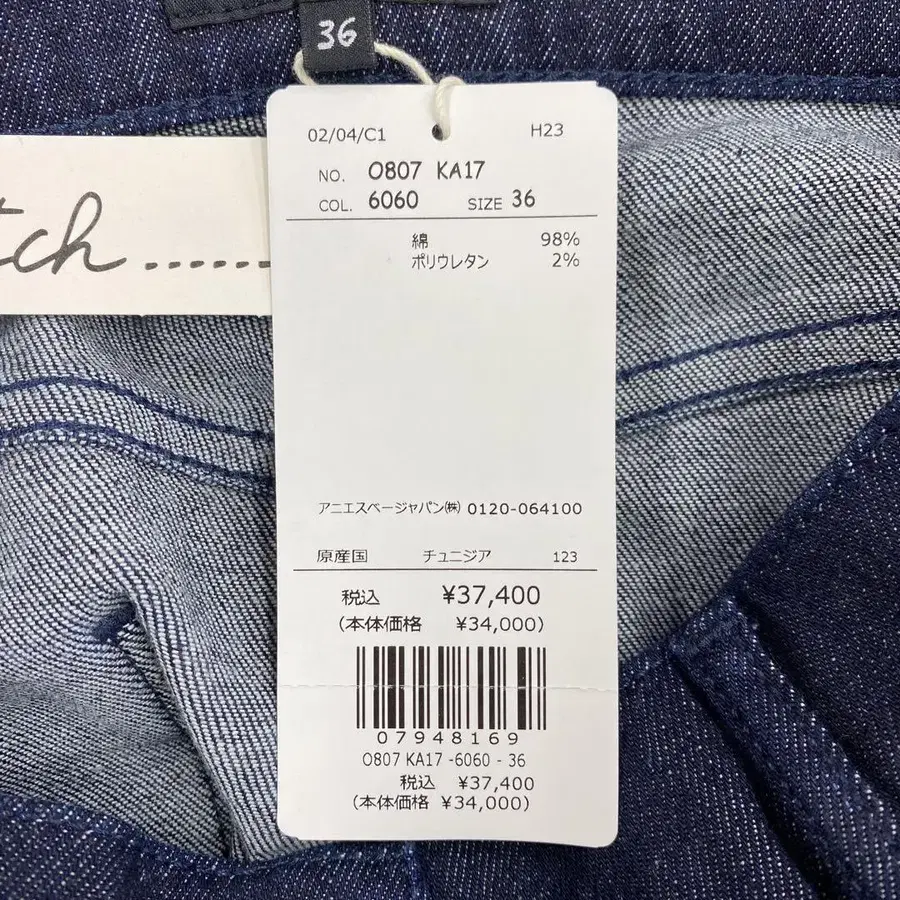 36
02/04/C1 H23
NO. O807 KA17
COL. 6060 SIZE 36
綿 98%
ポリウレタン 2%
tch ........
アニエスベージャパン㈱ 0120-064100
原産国 チュニジア 123
税込 ¥37,400
(本体価格 ¥34,000)
07948169
O807 KA17 -6060 - 36
税込 ¥37,400
(本体価格 ¥34,000)